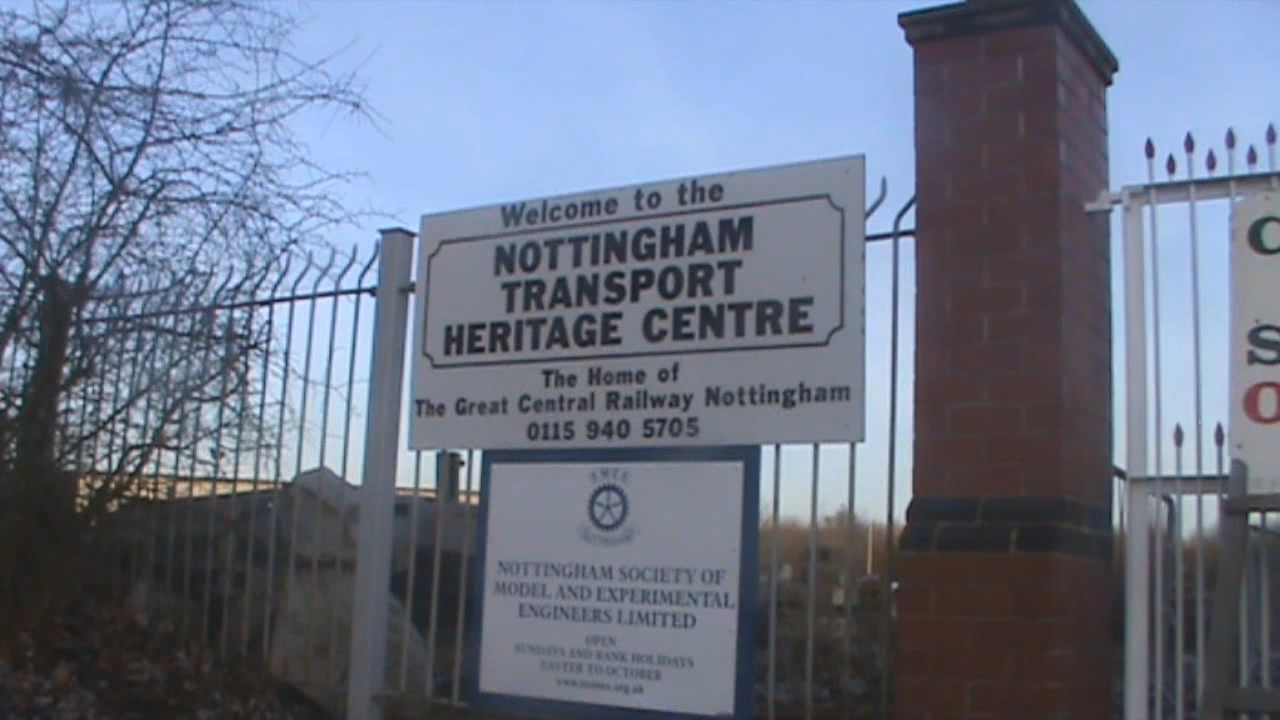 Welcome to the
NOTTINGHAM
TRANSPORT
HERITAGE CENTRE
The Home of
The Great Central Railway Nottingham
0115 940 5705
NOTTINGHAM SOCIETY OF
MODEL AND EXPERIMENTAL
ENGINEERS LIMITED
OPEN
SUNDAYS AND BANK HOLIDAYS
EASTER TO OCTOBER
C
S
O